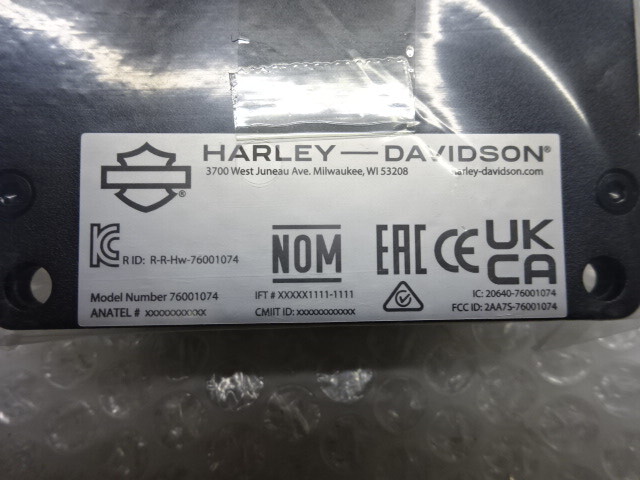 HARLEY—DAVIDSON®
3700 West Juneau Ave. Milwaukee, WI 53208 harley-davidson.com
KC R ID: R-R-Hw-76001074 NOM EAC CE UK CA
Model Number 76001074 IFT # XXXXX1111-1111 IC: 20640-76001074
ANATEL # xxxxxxxxxxx CMIIT ID: xxxxxxxxxxxx FCC ID: 2AA7S-76001074